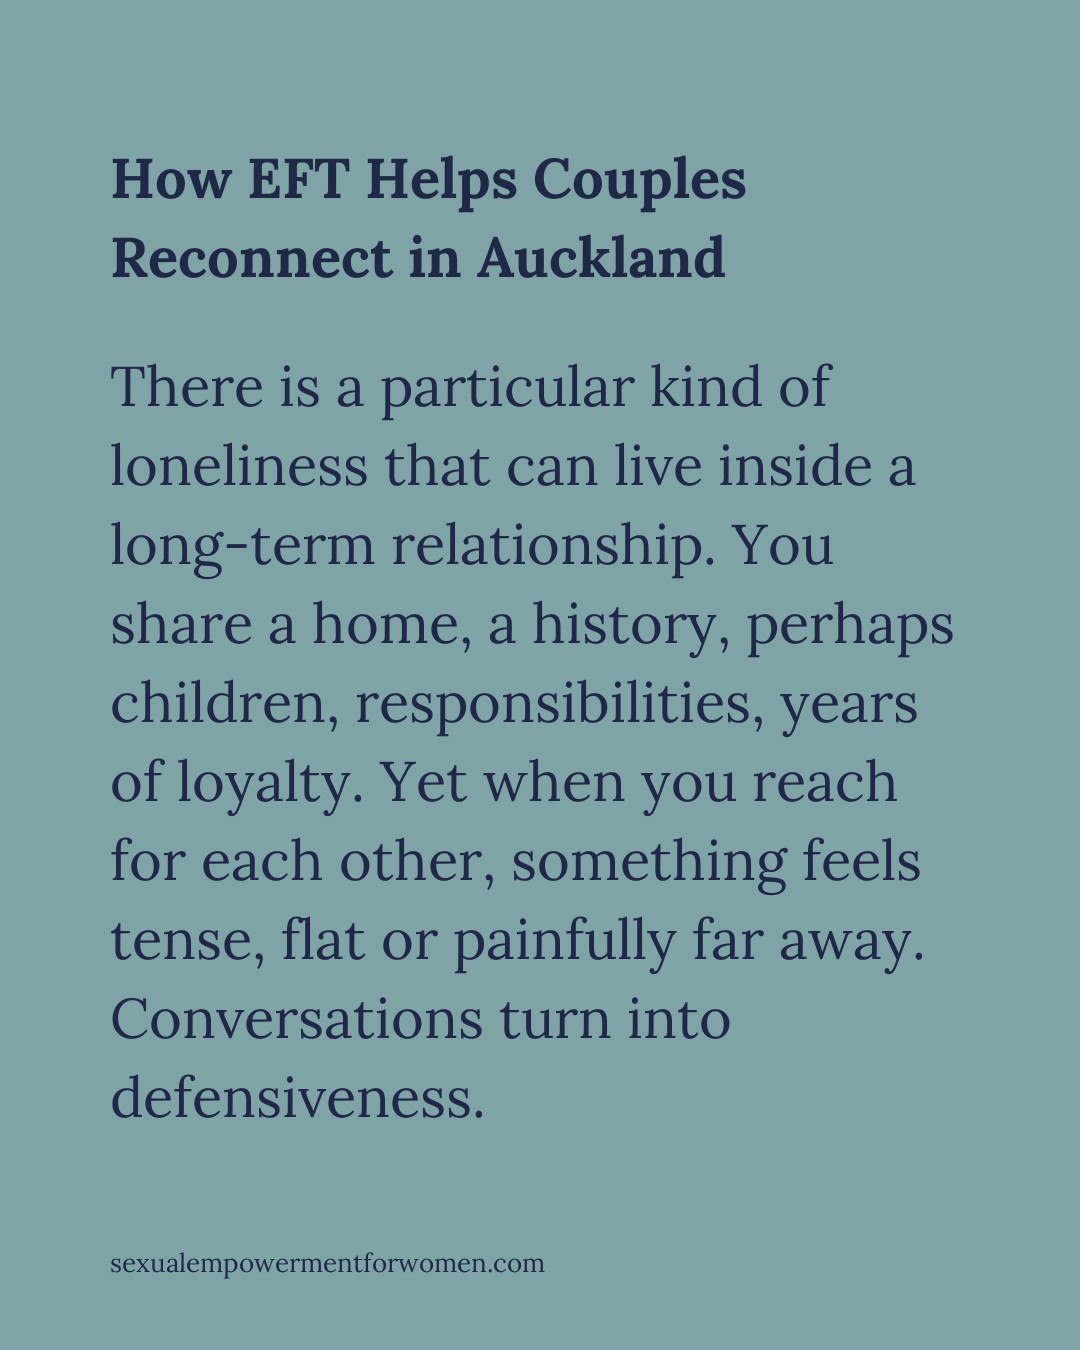 How EFT Helps Couples
Reconnect in Auckland
There is a particular kind of
loneliness that can live inside a
long-term relationship. You
share a home, a history, perhaps
children, responsibilities, years
of loyalty. Yet when you reach
for each other, something feels
tense, flat or painfully far away.
Conversations turn into
defensiveness.
sexualempowermentforwomen.com